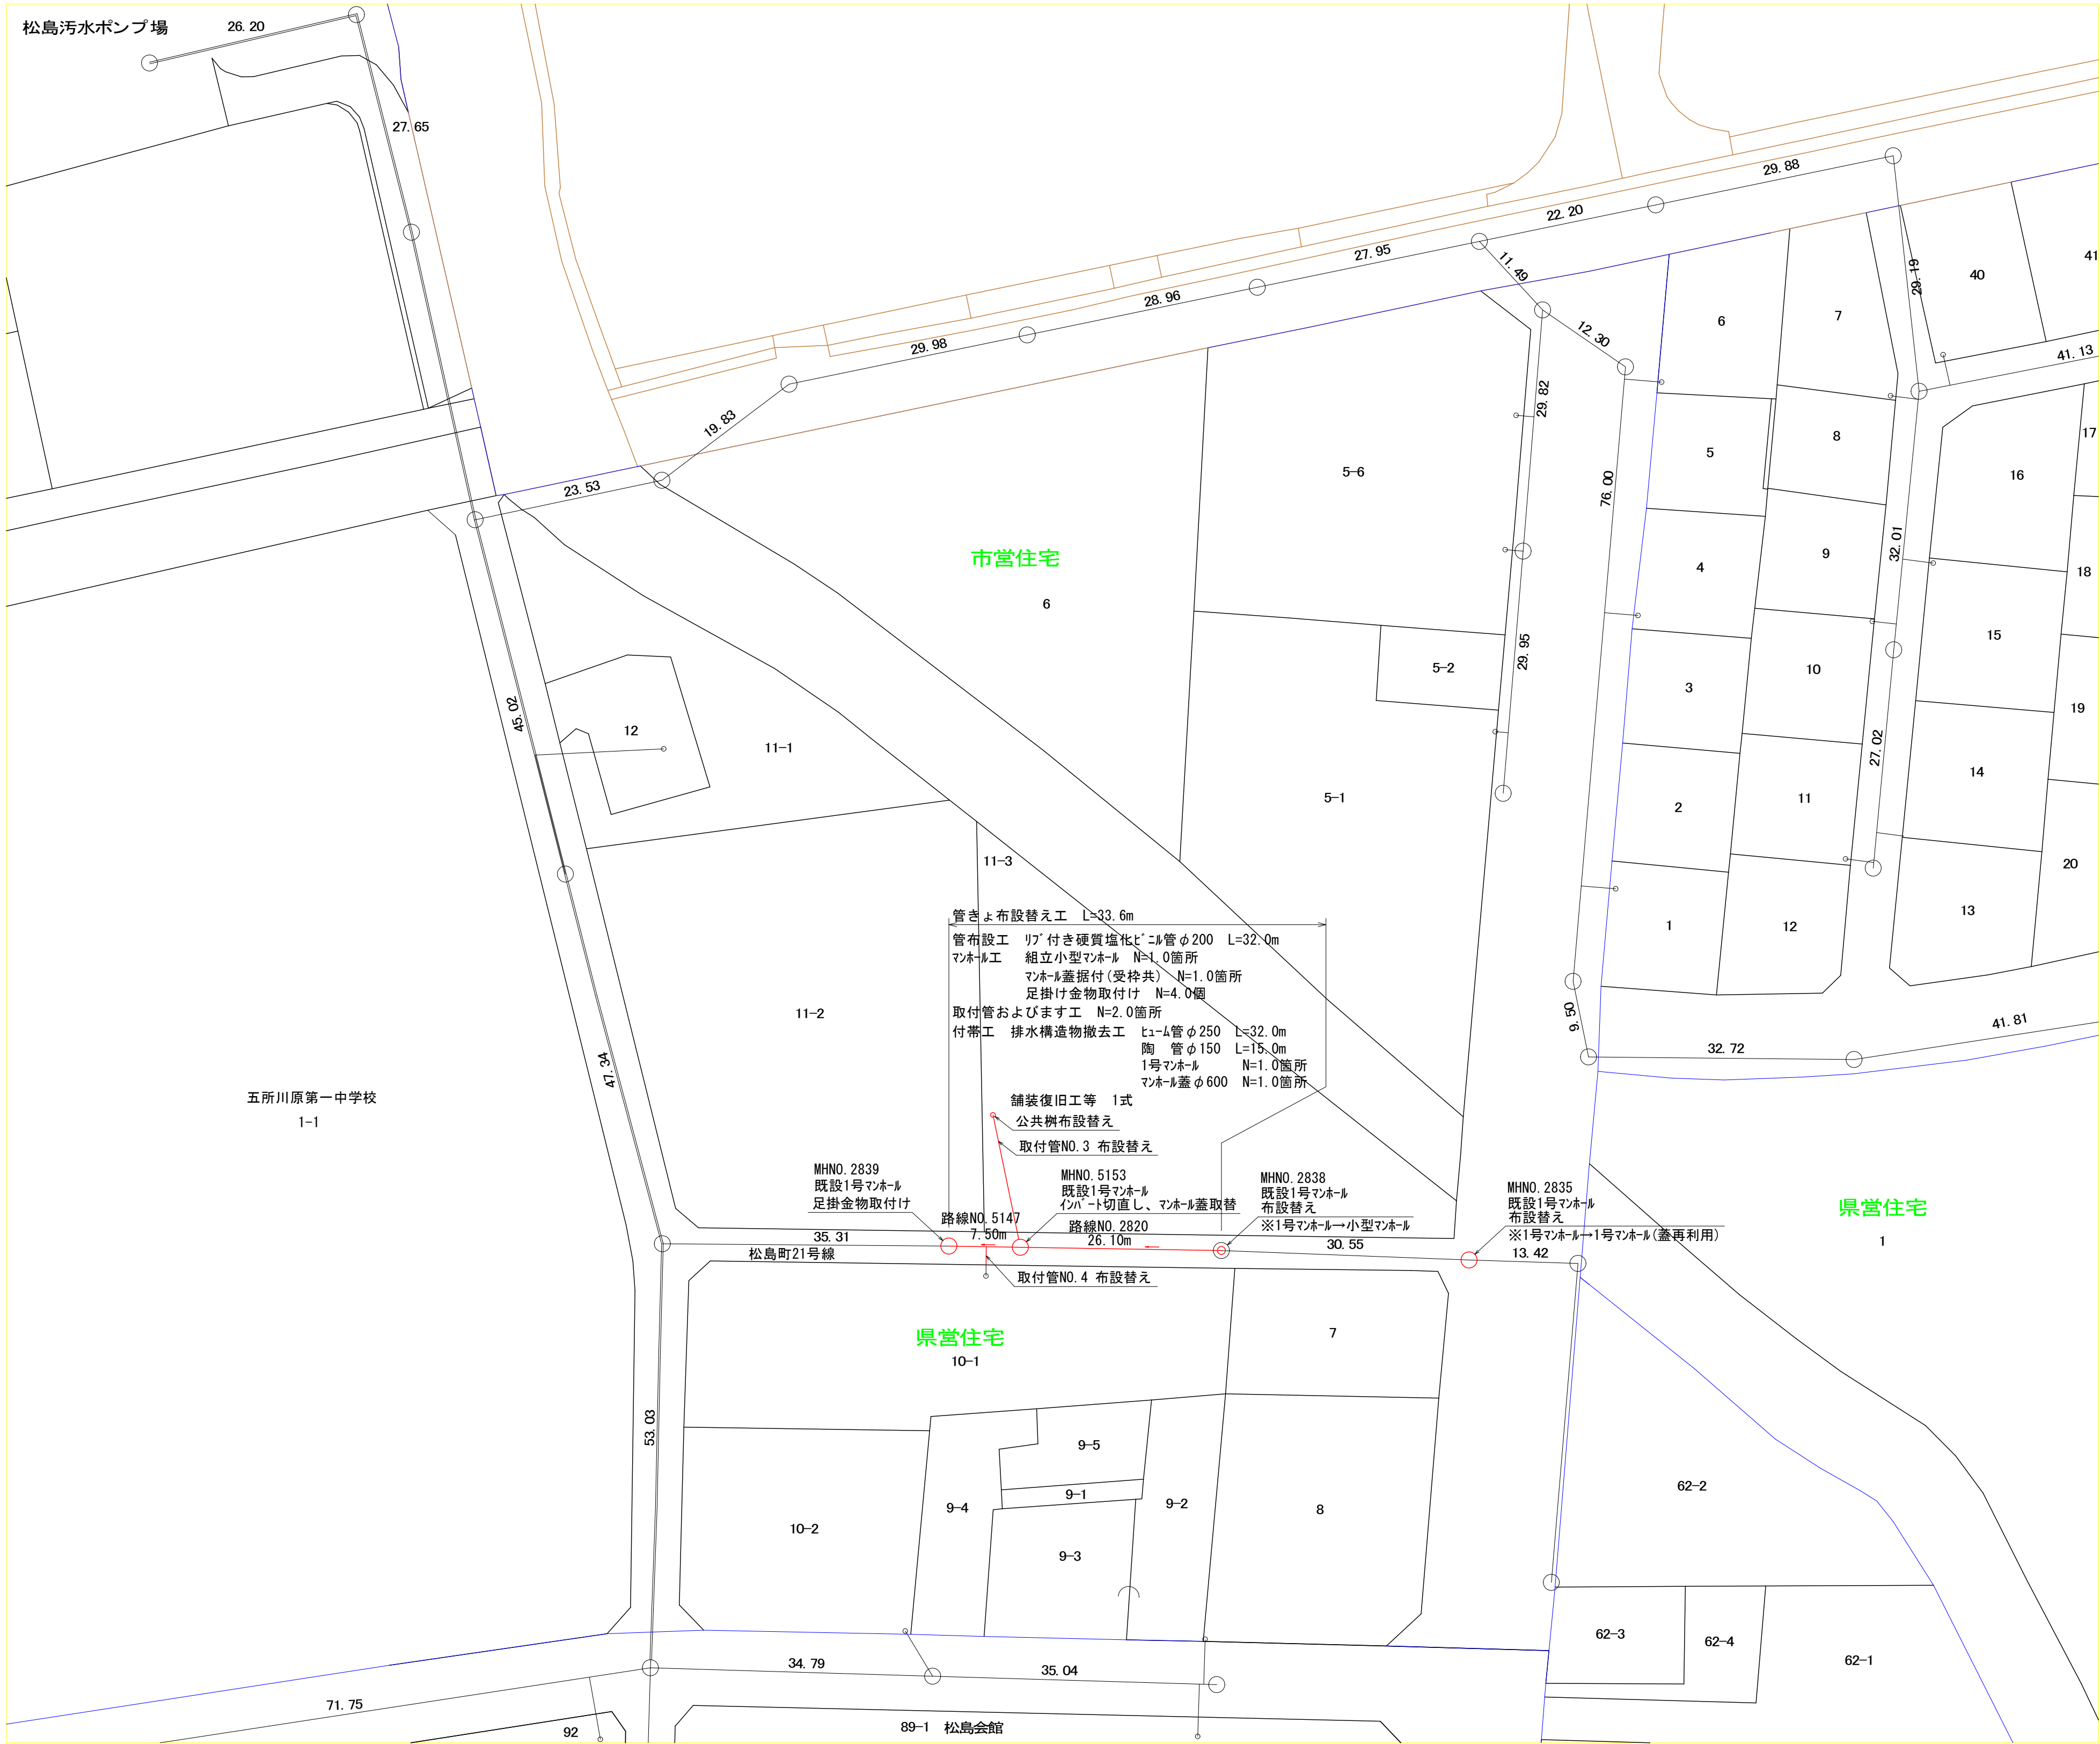 松島汚水ポンプ場
26.20
27.65
29.88
22.20
27.95
11.49
28.96
12.30
29.98
19.83
23.53
29.19
40
41
41.13
6
7
5
8
4
9
3
10
2
11
1
12
76.00
29.82
29.95
32.01
27.02
16
17
15
18
14
19
13
20
5-6
市営住宅
6
5-2
5-1
45.02
12
11-1
11-3
11-2
47.34
五所川原第一中学校
1-1
管きょ布設替え工 L=33.6m
管布設工 ﾘﾌﾞ付き硬質塩化ﾋﾞﾆﾙ管φ200 L=32.0m
ﾏﾝﾎｰﾙ工 組立小型ﾏﾝﾎｰﾙ N=1.0箇所
ﾏﾝﾎｰﾙ蓋据付(受枠共) N=1.0箇所
足掛け金物取付け N=4.0個
取付管およびます工 N=2.0箇所
付帯工 排水構造物撤去工 ﾋｭｰﾑ管φ250 L=32.0m
陶 管φ150 L=15.0m
1号ﾏﾝﾎｰﾙ N=1.0箇所
ﾏﾝﾎｰﾙ蓋φ600 N=1.0箇所
舗装復旧工等 1式
公共桝布設替え
取付管NO.3 布設替え
MHNO.2839
既設1号ﾏﾝﾎｰﾙ
足掛金物取付け
MHNO.5153
既設1号ﾏﾝﾎｰﾙ
ｲﾝﾊﾞｰﾄ切直し、ﾏﾝﾎｰﾙ蓋取替
MHNO.2838
既設1号ﾏﾝﾎｰﾙ
布設替え
※1号ﾏﾝﾎｰﾙ→小型ﾏﾝﾎｰﾙ
MHNO.2835
既設1号ﾏﾝﾎｰﾙ
布設替え
※1号ﾏﾝﾎｰﾙ→1号ﾏﾝﾎｰﾙ(蓋再利用)
9.50
32.72
41.81
県営住宅
1
路線NO.5147
7.50m
路線NO.2820
26.10m
35.31
30.55
13.42
松島町21号線
取付管NO.4 布設替え
県営住宅
10-1
7
53.03
9-5
9-1
9-4
9-2
8
10-2
9-3
62-2
62-3
62-4
62-1
34.79
35.04
71.75
92
89-1 松島会館